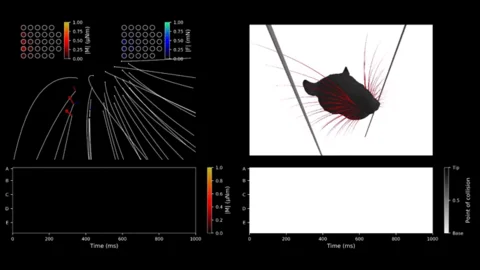 1.00
0.75
0.50
0.25
0.00
|M| (μNm)
1.00
0.75
0.50
0.25
0.00
|F| (mN)
A
B
C
D
E
0
200
400
600
800
1000
Time (ms)
1.0
0.8
0.6
0.4
0.2
0.0
|M| (μNm)
0
200
400
600
800
1000
Time (ms)
Tip
0.5
Base
Point of collision